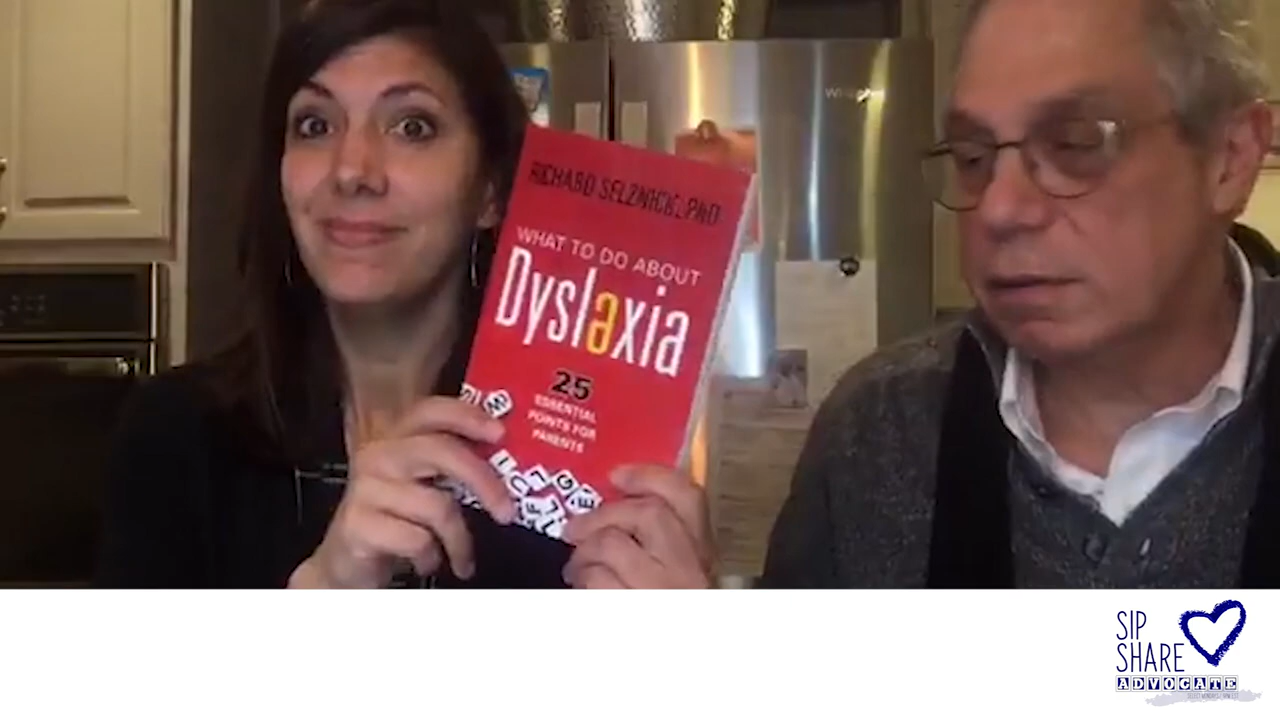 RICHARD SELZNICK, PhD
WHAT TO DO ABOUT
Dyslexia
25
ESSENTIAL
POINTS FOR
PARENTS
SIP
SHARE
ADVOCATE